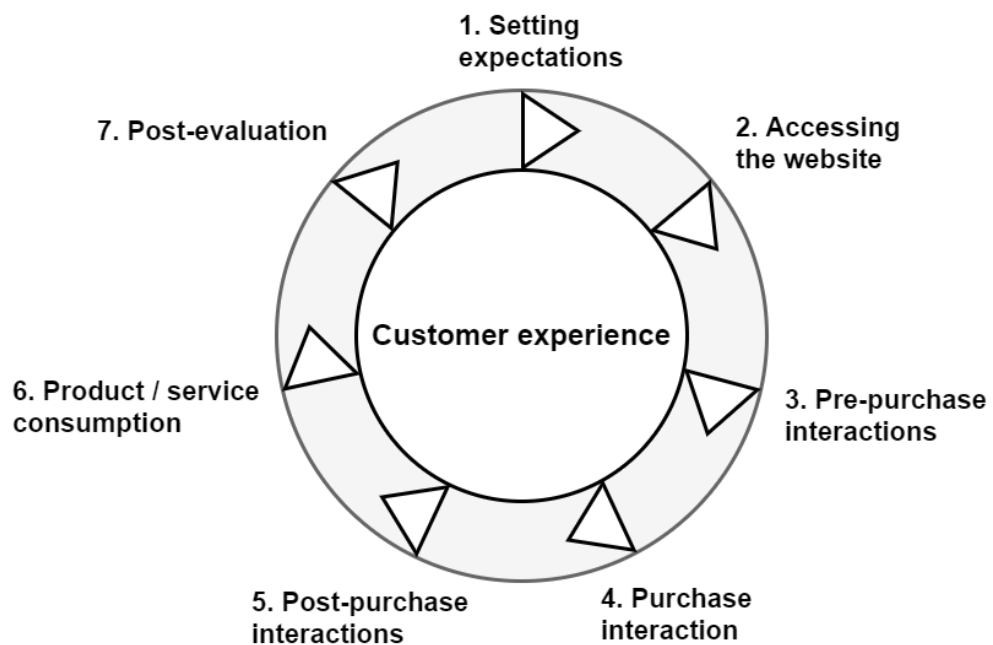 1. Setting
expectations
2. Accessing
the website
3. Pre-purchase
interactions
4. Purchase
interaction
5. Post-purchase
interactions
6. Product / service
consumption
7. Post-evaluation
Customer experience